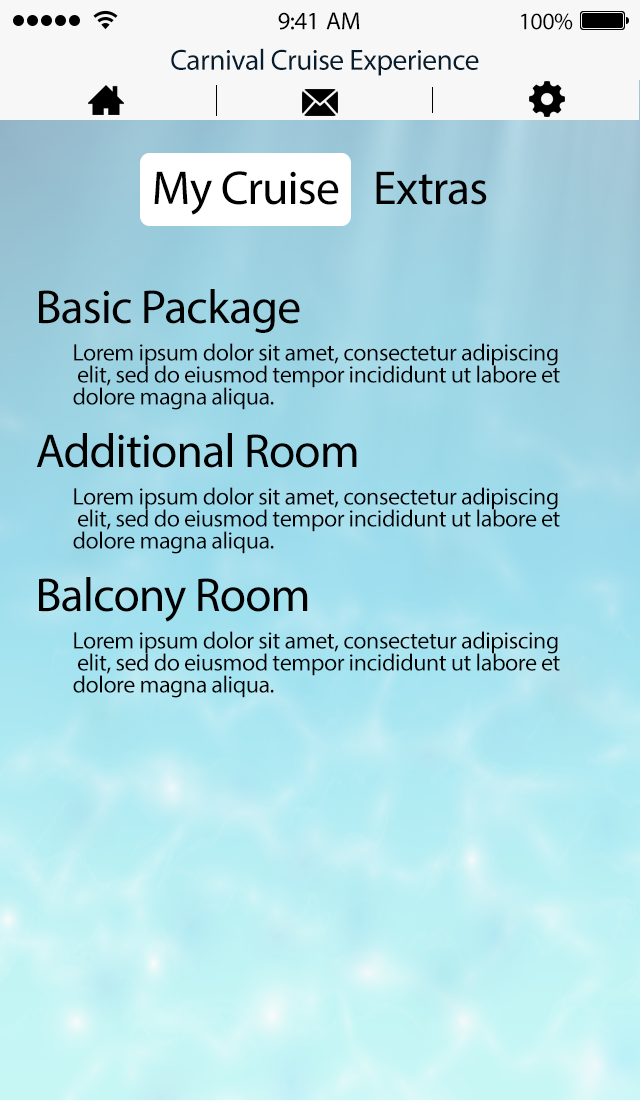 9:41 AM 100%
Carnival Cruise Experience
My Cruise Extras
Basic Package
Lorem ipsum dolor sit amet, consectetur adipiscing
elit, sed do eiusmod tempor incididunt ut labore et
dolore magna aliqua.
Additional Room
Lorem ipsum dolor sit amet, consectetur adipiscing
elit, sed do eiusmod tempor incididunt ut labore et
dolore magna aliqua.
Balcony Room
Lorem ipsum dolor sit amet, consectetur adipiscing
elit, sed do eiusmod tempor incididunt ut labore et
dolore magna aliqua.